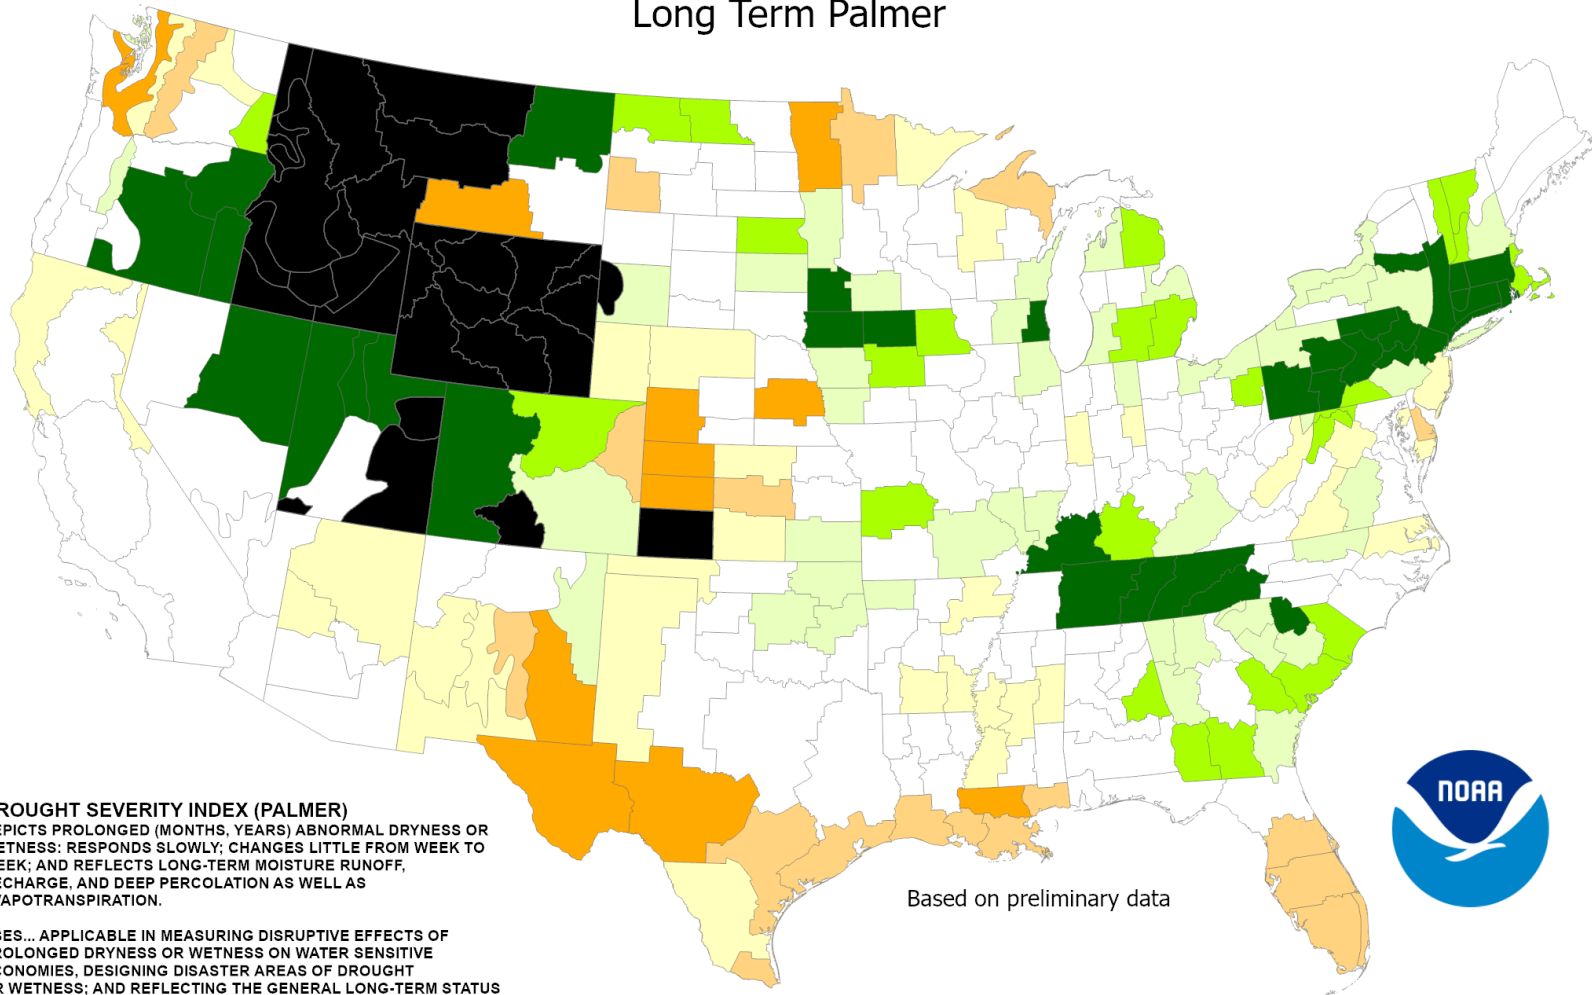 Long Term Palmer
ROUGHT SEVERITY INDEX (PALMER)
EPICTS PROLONGED (MONTHS, YEARS) ABNORMAL DRYNESS OR
ETNESS: RESPONDS SLOWLY; CHANGES LITTLE FROM WEEK TO
EEK; AND REFLECTS LONG-TERM MOISTURE RUNOFF,
ECHARGE, AND DEEP PERCOLATION AS WELL AS
VAPOTRANSPIRATION.
SES... APPLICABLE IN MEASURING DISRUPTIVE EFFECTS OF
ROLONGED DRYNESS OR WETNESS ON WATER SENSITIVE
CONOMIES, DESIGNING DISASTER AREAS OF DROUGHT
R WETNESS; AND REFLECTING THE GENERAL LONG-TERM STATUS
Based on preliminary data
NOAA